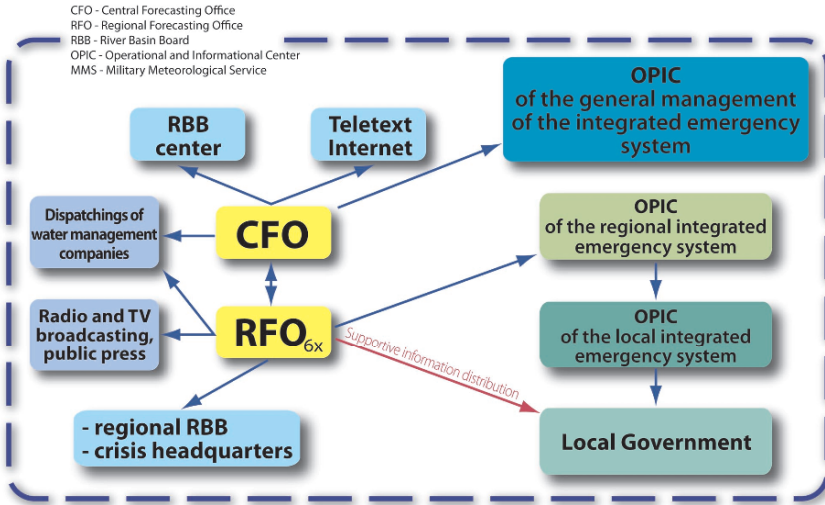 CFO - Central Forecasting Office
RFO - Regional Forecasting Office
RBB - River Basin Board
OPIC - Operational and Informational Center
MMS - Military Meteorological Service
RBB
center
Teletext
Internet
OPIC
of the general management
of the integrated emergency
system
Dispatchings of
water management
companies
CFO
OPIC
of the regional integrated
emergency system
Radio and TV
broadcasting,
public press
RFO 6x
Supportive information distribution
OPIC
of the local integrated
emergency system
- regional RBB
- crisis headquarters
Local Government